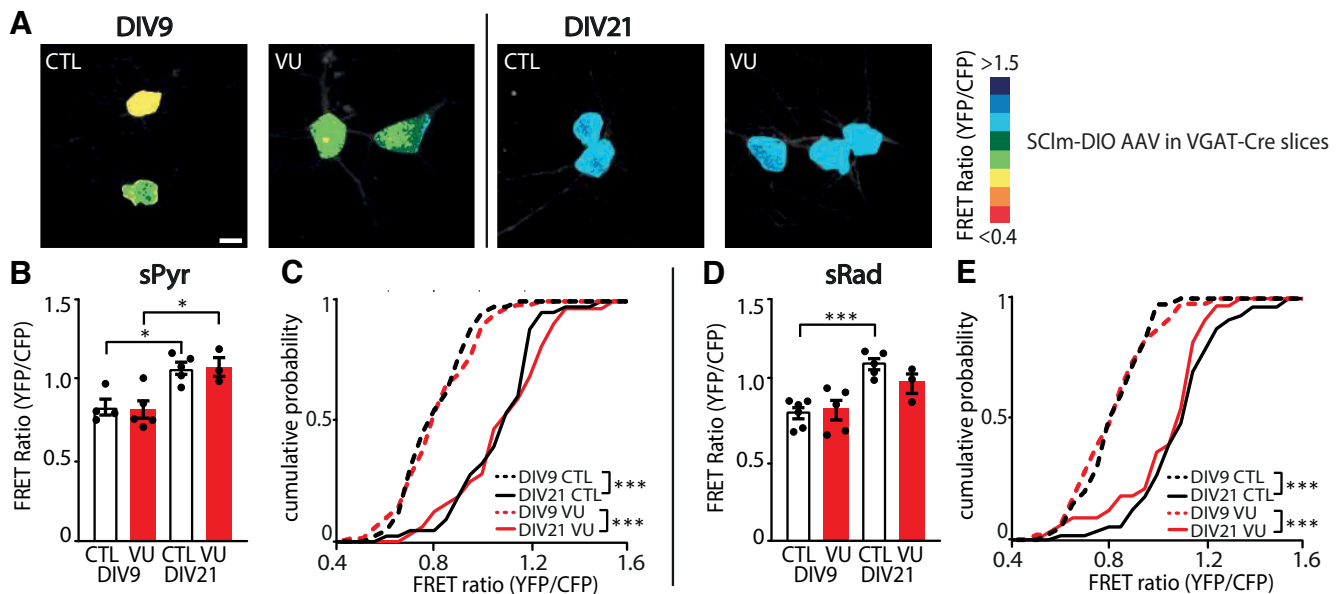 A
DIV9
DIV21
CTL
VU
CTL
VU
>1.5
<0.4
FRET Ratio (YFP/CFP)
SClm-DIO AAV in VGAT-Cre slices
B
sPyr
FRET Ratio (YFP/CFP)
1.5
1.0
0.5
0
*
*
CTL VU CTL VU
DIV9 DIV21
C
cumulative probability
1
0.5
0
DIV9 CTL
DIV21 CTL
***
DIV9 VU
DIV21 VU
***
0.4 0.8 1.2 1.6
FRET ratio (YFP/CFP)
D
sRad
FRET Ratio (YFP/CFP)
1.5
1.0
0.5
0
***
CTL VU CTL VU
DIV9 DIV21
E
cumulative probability
1
0.5
0
DIV9 CTL
DIV21 CTL
***
DIV9 VU
DIV21 VU
***
0.4 0.8 1.2 1.6
FRET ratio (YFP/CFP)